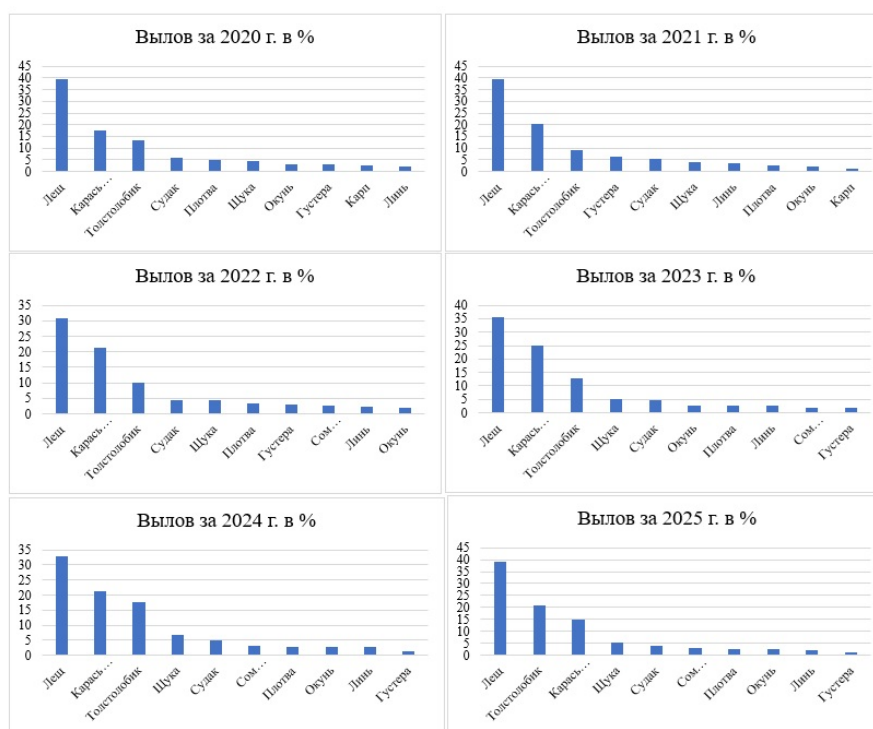 Вылов за 2020 г. в %
45
40
35
30
25
20
15
10
5
0
Лещ
Карась…
Толстолобик
Судак
Плотва
Щука
Окунь
Густера
Карп
Линь
Вылов за 2021 г. в %
45
40
35
30
25
20
15
10
5
0
Лещ
Карась…
Толстолобик
Густера
Судак
Щука
Линь
Плотва
Окунь
Карп
Вылов за 2022 г. в %
35
30
25
20
15
10
5
0
Лещ
Карась…
Толстолобик
Судак
Щука
Плотва
Густера
Сом…
Линь
Окунь
Вылов за 2023 г. в %
40
35
30
25
20
15
10
5
0
Лещ
Карась…
Толстолобик
Щука
Судак
Окунь
Плотва
Линь
Сом…
Густера
Вылов за 2024 г. в %
35
30
25
20
15
10
5
0
Лещ
Карась…
Толстолобик
Щука
Судак
Сом…
Плотва
Окунь
Линь
Густера
Вылов за 2025 г. в %
45
40
35
30
25
20
15
10
5
0
Лещ
Толстолобик
Карась…
Щука
Судак
Сом…
Плотва
Окунь
Линь
Густера